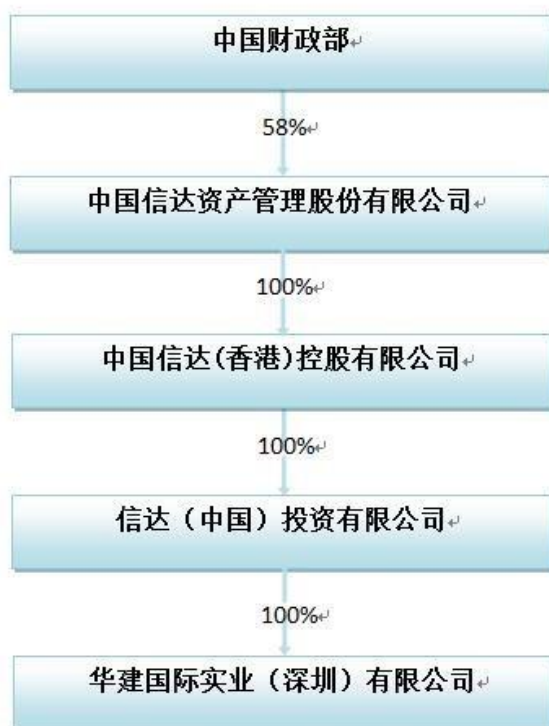 中国财政部
58%
中国信达资产管理股份有限公司
100%
中国信达(香港)控股有限公司
100%
信达（中国）投资有限公司
100%
华建国际实业（深圳）有限公司